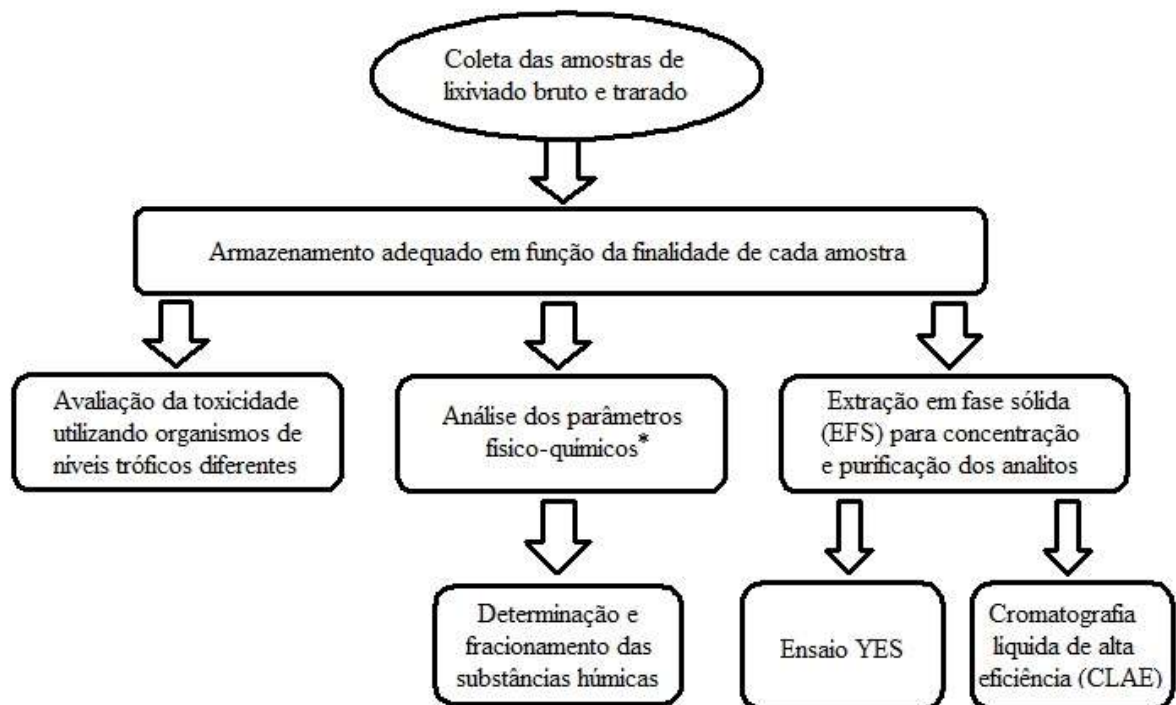 Coleta das amostras de
lixiviado bruto e trarado
Armazenamento adequado em função da finalidade de cada amostra
Avaliação da toxicidade
utilizando organismos de
níveis tróficos diferentes
Análise dos parâmetros
físico-químicos*
Extração em fase sólida
(EFS) para concentração
e purificação dos analitos
Determinação e
fracionamento das
substâncias húmicas
Ensaio YES
Cromatografia
líquida de alta
eficiência (CLAE)